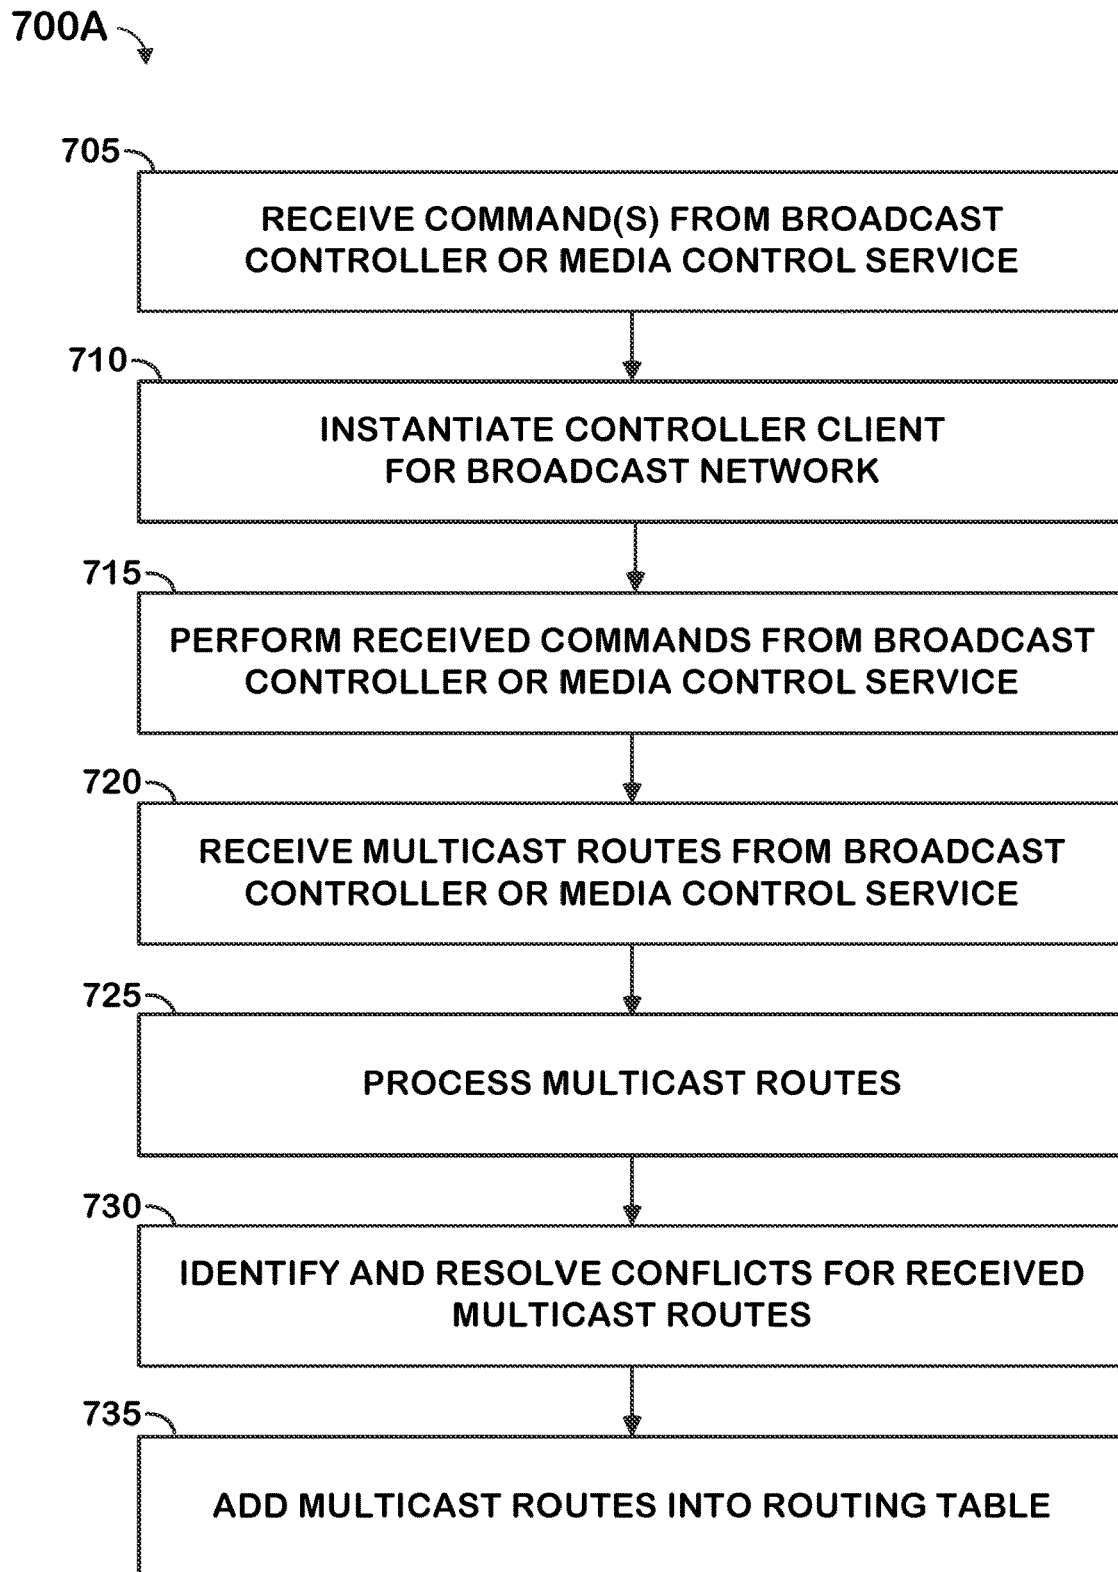 700A
705
RECEIVE COMMAND(S) FROM BROADCAST
CONTROLLER OR MEDIA CONTROL SERVICE
710
INSTANTIATE CONTROLLER CLIENT
FOR BROADCAST NETWORK
715
PERFORM RECEIVED COMMANDS FROM BROADCAST
CONTROLLER OR MEDIA CONTROL SERVICE
720
RECEIVE MULTICAST ROUTES FROM BROADCAST
CONTROLLER OR MEDIA CONTROL SERVICE
725
PROCESS MULTICAST ROUTES
730
IDENTIFY AND RESOLVE CONFLICTS FOR RECEIVED
MULTICAST ROUTES
735
ADD MULTICAST ROUTES INTO ROUTING TABLE